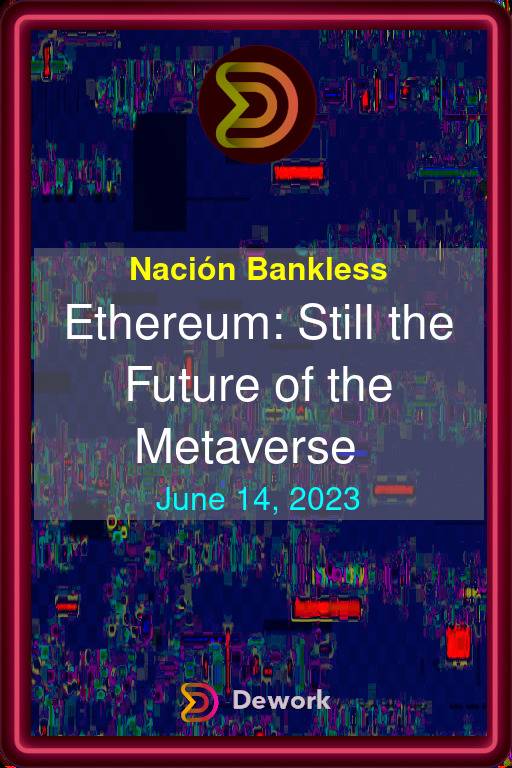 Nación Bankless
Ethereum: Still the
Future of the
Metaverse
June 14, 2023
Dework